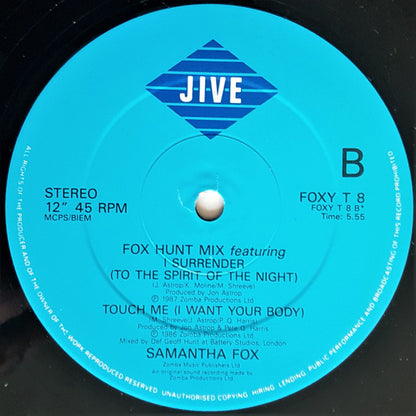 JIVE
B
STEREO
12" 45 RPM
MCPS/BIEM
FOXY T 8
FOXY T 8 B*
Time: 5.55
FOX HUNT MIX featuring
I SURRENDER
(TO THE SPIRIT OF THE NIGHT)
(J. Astrop/K. Moline/M. Shreeve)
Produced by Jon Astrop
℗ 1987 Zomba Productions Ltd
TOUCH ME (I WANT YOUR BODY)
(M. Shreeve/J. Astrop/P. Q. Harris)
Produced by Jon Astrop & Pete Q. Harris
℗ 1986 Zomba Productions Ltd
Mixed by Def Geoff Hunt at Battery Studios, London
SAMANTHA FOX
Zomba Music Publishers Ltd
An original sound recording made by
Zomba Productions Ltd
ALL RIGHTS OF THE PRODUCER AND OF THE OWNER OF THE WORK REPRODUCED RESERVED. UNAUTHORISED COPYING, HIRING, LENDING, PUBLIC PERFORMANCE AND BROADCASTING OF THIS RECORD PROHIBITED